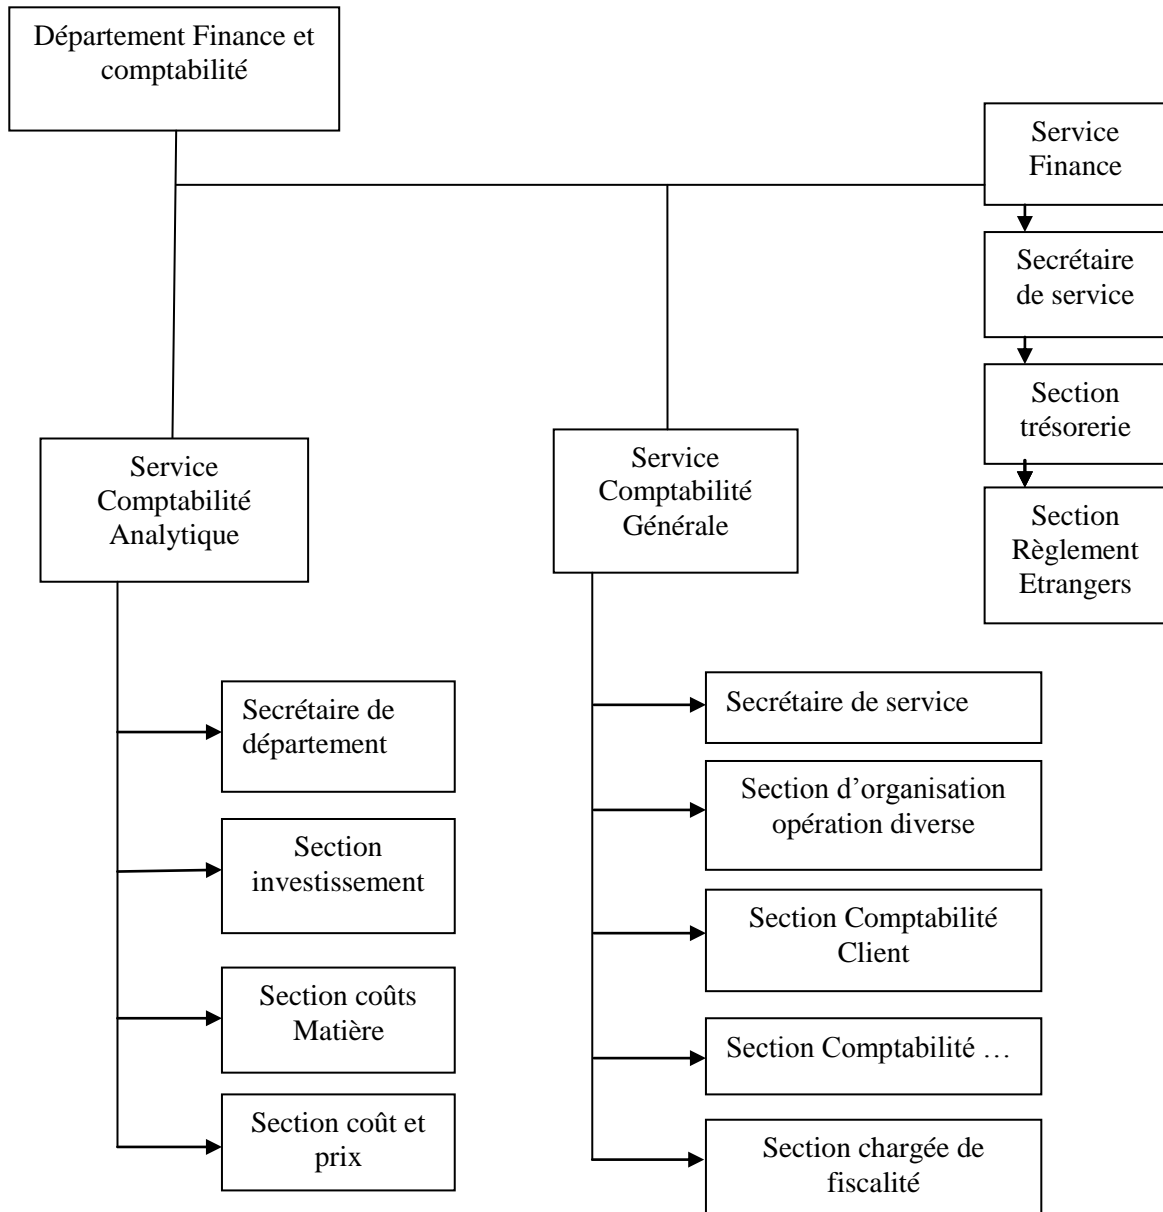 Département Finance et
comptabilité
Service
Finance
Secrétaire
de service
Section
trésorerie
Section
Règlement
Etrangers
Service
Comptabilité
Analytique
Service
Comptabilité
Générale
Secrétaire de
département
Section
investissement
Section coûts
Matière
Section coût et
prix
Secrétaire de service
Section d’organisation
opération diverse
Section Comptabilité
Client
Section Comptabilité …
Section chargée de
fiscalité